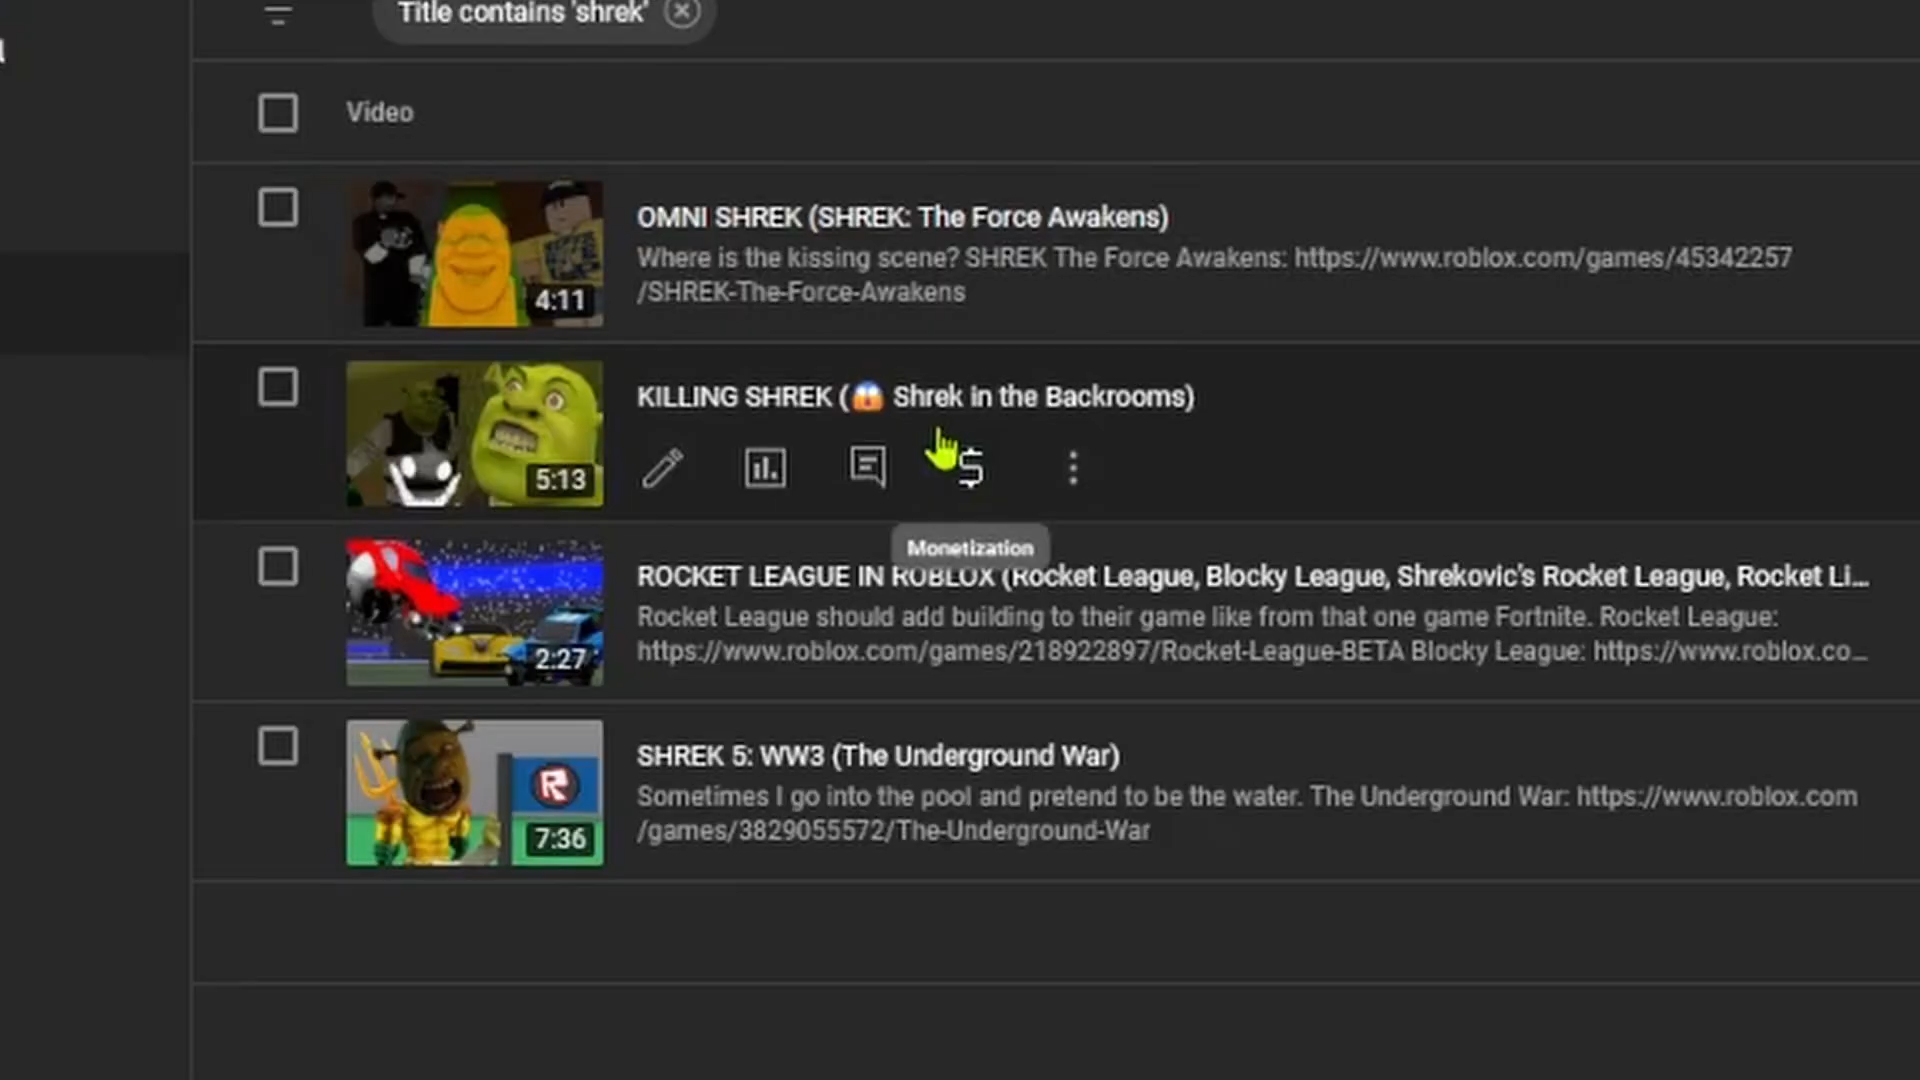 Title contains 'shrek'
Video
4:11
OMNI SHREK (SHREK: The Force Awakens)
Where is the kissing scene? SHREK The Force Awakens: https://www.roblox.com/games/45342257
/SHREK-The-Force-Awakens
5:13
KILLING SHREK (😱 Shrek in the Backrooms)
Monetization
2:27
ROCKET LEAGUE IN ROBLOX (Rocket League, Blocky League, Shrekovic's Rocket League, Rocket Li...
Rocket League should add building to their game like from that one game Fortnite. Rocket League:
https://www.roblox.com/games/218922897/Rocket-League-BETA Blocky League: https://www.roblox.co...
7:36
SHREK 5: WW3 (The Underground War)
Sometimes I go into the pool and pretend to be the water. The Underground War: https://www.roblox.com
/games/3829055572/The-Underground-War